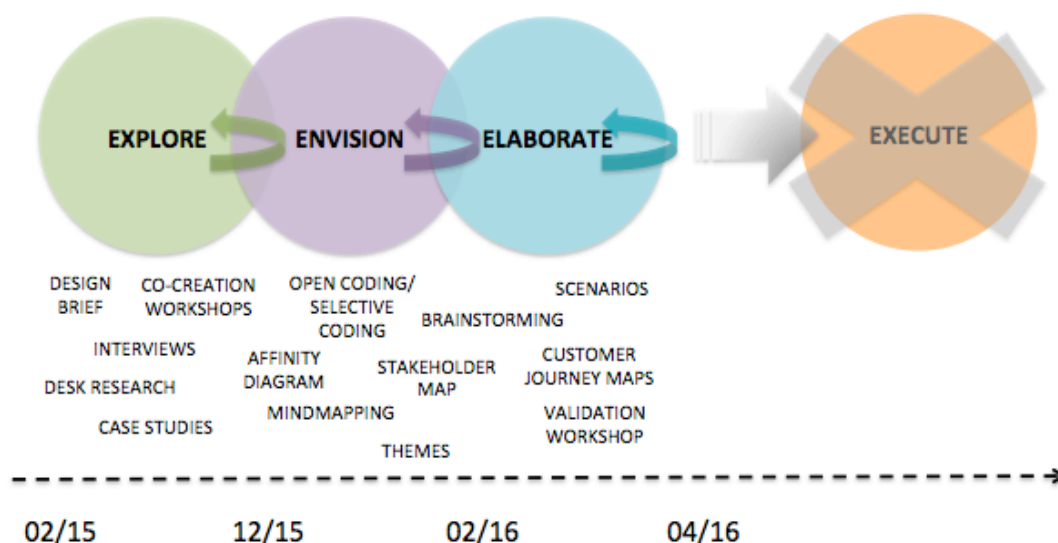 EXPLORE
ENVISION
ELABORATE
EXECUTE
DESIGN
BRIEF
CO-CREATION
WORKSHOPS
INTERVIEWS
DESK RESEARCH
CASE STUDIES
OPEN CODING/
SELECTIVE
CODING
AFFINITY
DIAGRAM
MINDMAPPING
BRAINSTORMING
STAKEHOLDER
MAP
THEMES
SCENARIOS
CUSTOMER
JOURNEY MAPS
VALIDATION
WORKSHOP
02/15
12/15
02/16
04/16